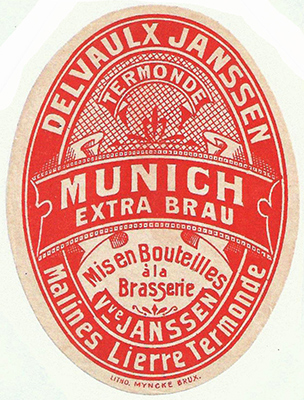 DELVAULX JANSSEN
TERMONDE
MUNICH
EXTRA BRAU
Mis en Bouteilles
à la
Brasserie
Vve JANSSEN
Malines Lierre Termonde
LITHO. MYNCKE BRUX.